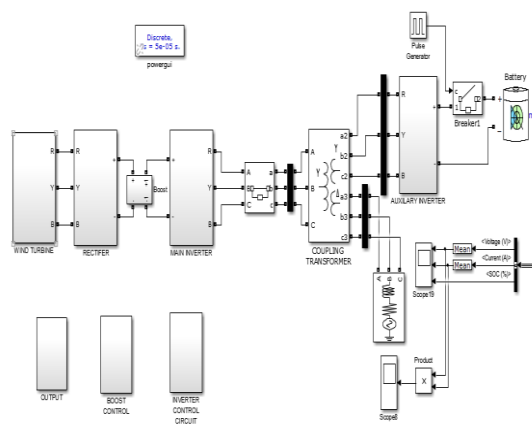 Discrete,
s = 5e-05 s.
powergui
Pulse
Generator
Battery
Breaker1
c
1
2
+
-
m
R
Y
B
WIND TURBINE
R
Y
B
+
-
RECTIFER
Boost
+
-
R
Y
B
MAIN INVERTER
A
B
C
a
b
c
A
B
C
Y
Y
Δ
a2
b2
c2
a3
b3
c3
COUPLING
TRANSFORMER
R
Y
B
+
-
AUXILARY INVERTER
A B C
Scope19
Mean
Mean
<Voltage (V)>
<Current (A)>
<SOC (%)>
Product
X
Scope8
OUTPUT
BOOST
CONTROL
INVERTER
CONTROL
CIRCUIT